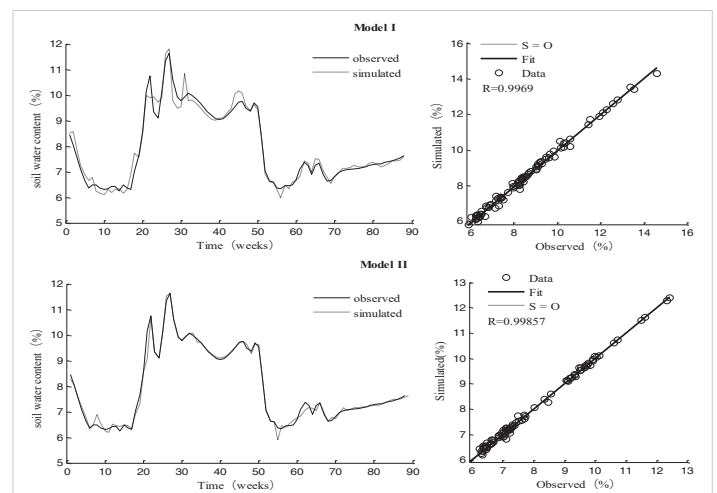 Model I
soil water content (%)
12
11
10
9
8
7
6
5
0 10 20 30 40 50 60 70 80 90
Time (weeks)
observed
simulated
Simulated (%)
16
14
12
10
8
6
6 8 10 12 14 16
Observed (%)
S = O
Fit
Data
R=0.9969
Model II
soil water content (%)
12
11
10
9
8
7
6
5
0 10 20 30 40 50 60 70 80 90
Time (weeks)
observed
simulated
Simulated(%)
13
12
11
10
9
8
7
6
6 7 8 9 10 11 12 13
Observed (%)
Data
Fit
S = O
R=0.99857